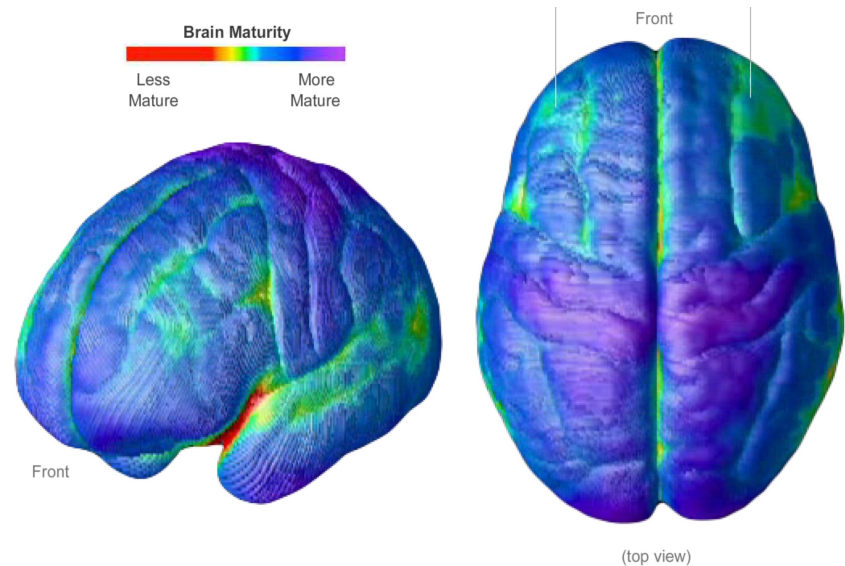 Brain Maturity
Less
Mature
More
Mature
Front
Front
(top view)